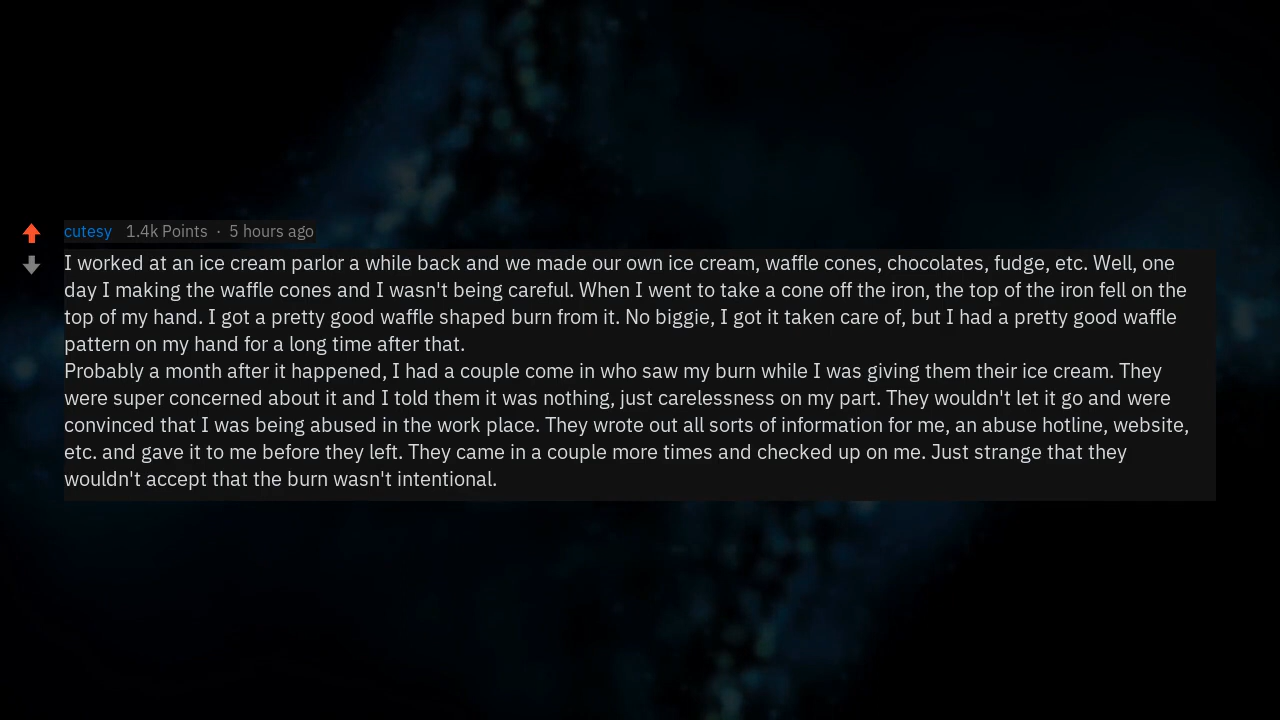 cutesy 1.4k Points · 5 hours ago
I worked at an ice cream parlor a while back and we made our own ice cream, waffle cones, chocolates, fudge, etc. Well, one
day I making the waffle cones and I wasn't being careful. When I went to take a cone off the iron, the top of the iron fell on the
top of my hand. I got a pretty good waffle shaped burn from it. No biggie, I got it taken care of, but I had a pretty good waffle
pattern on my hand for a long time after that.
Probably a month after it happened, I had a couple come in who saw my burn while I was giving them their ice cream. They
were super concerned about it and I told them it was nothing, just carelessness on my part. They wouldn't let it go and were
convinced that I was being abused in the work place. They wrote out all sorts of information for me, an abuse hotline, website,
etc. and gave it to me before they left. They came in a couple more times and checked up on me. Just strange that they
wouldn't accept that the burn wasn't intentional.